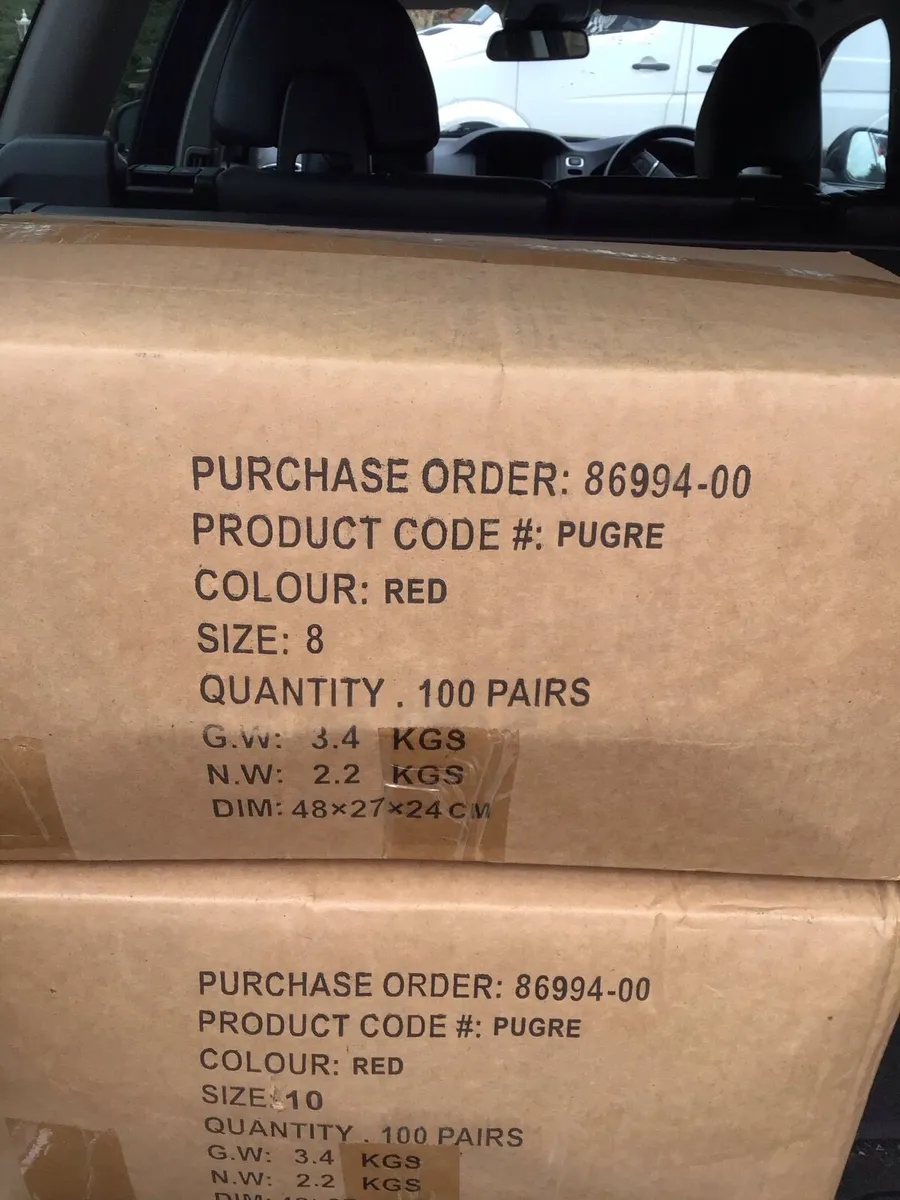 PURCHASE ORDER: 86994-00
PRODUCT CODE #: PUGRE
COLOUR: RED
SIZE: 8
QUANTITY . 100 PAIRS
G.W: 3.4 KGS
N.W: 2.2 KGS
DIM: 48×27×24 CM
PURCHASE ORDER: 86994-00
PRODUCT CODE #: PUGRE
COLOUR: RED
SIZE: 10
QUANTITY . 100 PAIRS
G.W: 3.4 KGS
N.W: 2.2 KGS
DIM: